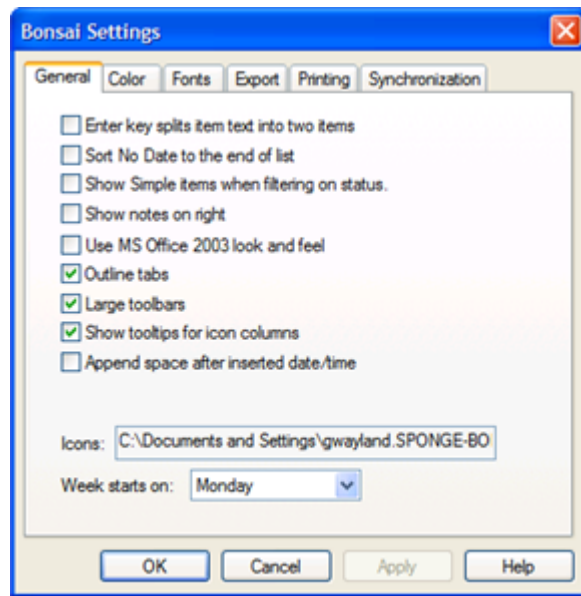 Bonsai Settings
General Color Fonts Export Printing Synchronization
Enter key splits item text into two items
Sort No Date to the end of list
Show Simple items when filtering on status.
Show notes on right
Use MS Office 2003 look and feel
Outline tabs
Large toolbars
Show tooltips for icon columns
Append space after inserted date/time
Icons: C:\Documents and Settings\gwayland.SPONGE-BO
Week starts on: Monday
OK Cancel Apply Help